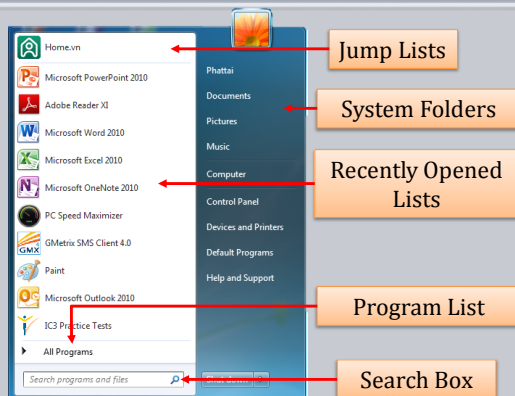 Home.vn
Microsoft PowerPoint 2010
Adobe Reader XI
Microsoft Word 2010
Microsoft Excel 2010
Microsoft OneNote 2010
PC Speed Maximizer
GMetrix SMS Client 4.0
GMX
Paint
Microsoft Outlook 2010
IC3 Practice Tests
All Programs
Search programs and files
Phattai
Documents
Pictures
Music
Computer
Control Panel
Devices and Printers
Default Programs
Help and Support
Shut down
Jump Lists
System Folders
Recently Opened
Lists
Program List
Search Box